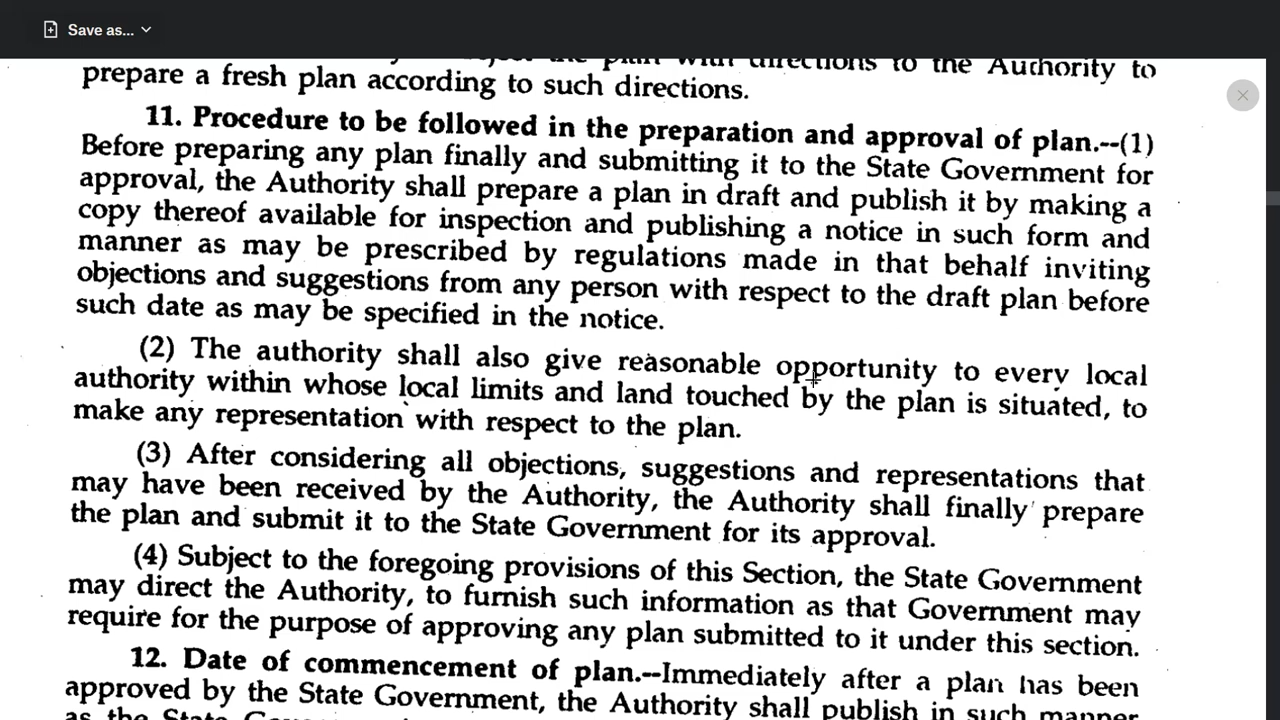 Save as...
the plan with directions to the Authority to
prepare a fresh plan according to such directions.
11. Procedure to be followed in the preparation and approval of plan.--(1)
Before preparing any plan finally and submitting it to the State Government for
approval, the Authority shall prepare a plan in draft and publish it by making a
copy thereof available for inspection and publishing a notice in such form and
manner as may be prescribed by regulations made in that behalf inviting
objections and suggestions from any person with respect to the draft plan before
such date as may be specified in the notice.
(2) The authority shall also give reasonable opportunity to every local
authority within whose local limits and land touched by the plan is situated, to
make any representation with respect to the plan.
(3) After considering all objections, suggestions and representations that
may have been received by the Authority, the Authority shall finally prepare
the plan and submit it to the State Government for its approval.
(4) Subject to the foregoing provisions of this Section, the State Government
may direct the Authority, to furnish such information as that Government may
require for the purpose of approving any plan submitted to it under this section.
12. Date of commencement of plan.--Immediately after a plan has been
approved by the State Government, the Authority shall publish in such manner
as the State